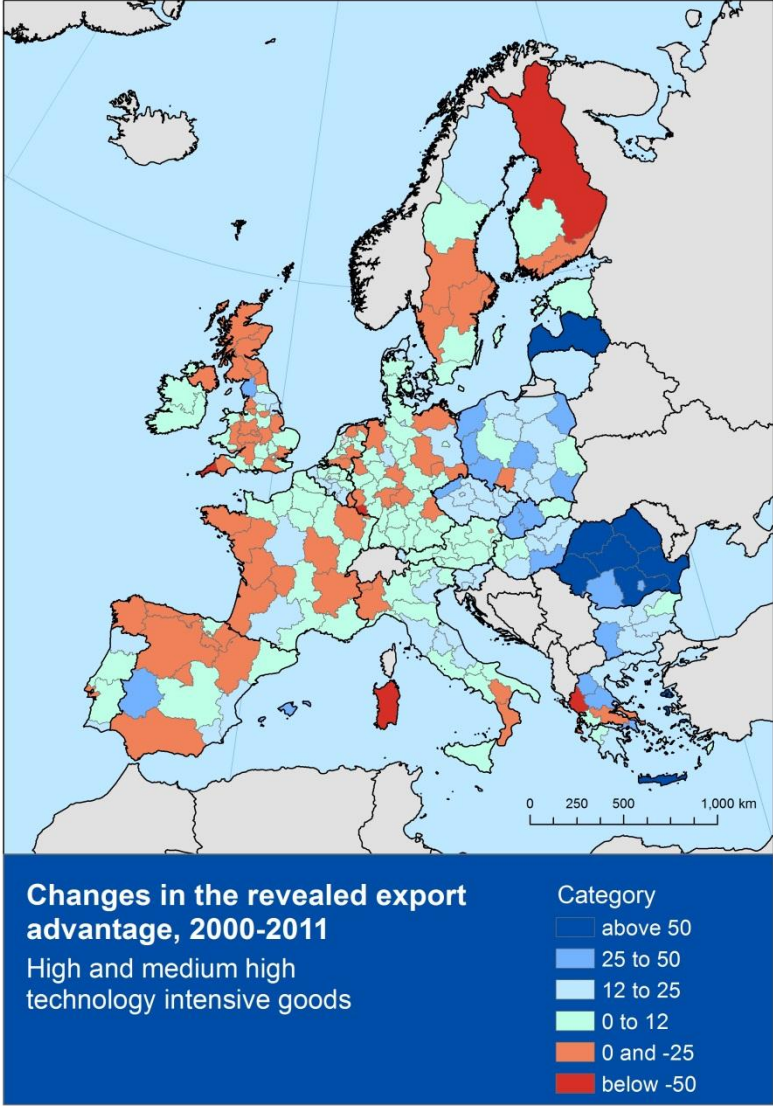 0 250 500 1,000 km
Changes in the revealed export
advantage, 2000-2011
High and medium high
technology intensive goods
Category
above 50
25 to 50
12 to 25
0 to 12
0 and -25
below -50